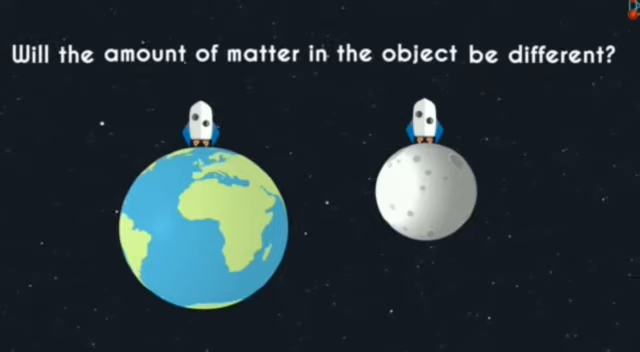 Will the amount of matter in the object be different?